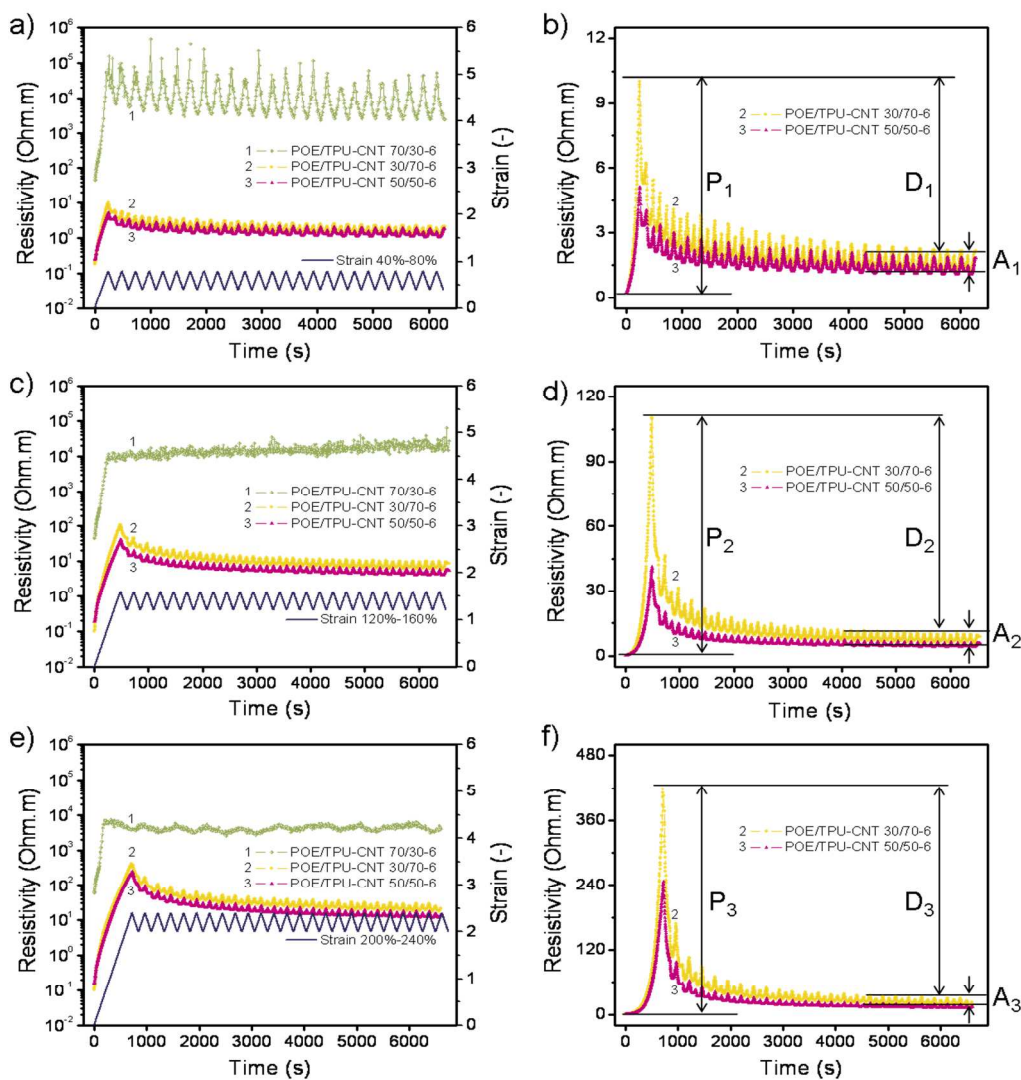 a)
10^6
10^5
10^4
10^3
10^2
10^1
10^0
10^-1
10^-2
Resistivity (Ohm.m)
6
5
4
3
2
1
0
Strain (-)
1
2
3
1 POE/TPU-CNT 70/30-6
2 POE/TPU-CNT 30/70-6
3 POE/TPU-CNT 50/50-6
Strain 40%-80%
0 1000 2000 3000 4000 5000 6000
Time (s)
b)
12
9
6
3
0
Resistivity (Ohm.m)
2 POE/TPU-CNT 30/70-6
3 POE/TPU-CNT 50/50-6
P1
D1
A1
2
3
0 1000 2000 3000 4000 5000 6000
Time (s)
c)
10^6
10^5
10^4
10^3
10^2
10^1
10^0
10^-1
10^-2
Resistivity (Ohm.m)
6
5
4
3
2
1
0
Strain (-)
1
2
3
1 POE/TPU-CNT 70/30-6
2 POE/TPU-CNT 30/70-6
3 POE/TPU-CNT 50/50-6
Strain 120%-160%
0 1000 2000 3000 4000 5000 6000
Time (s)
d)
120
90
60
30
0
Resistivity (Ohm.m)
2 POE/TPU-CNT 30/70-6
3 POE/TPU-CNT 50/50-6
P2
D2
A2
2
3
0 1000 2000 3000 4000 5000 6000
Time (s)
e)
10^6
10^5
10^4
10^3
10^2
10^1
10^0
10^-1
10^-2
Resistivity (Ohm.m)
6
5
4
3
2
1
0
Strain (-)
1
2
3
1 POE/TPU-CNT 70/30-6
2 POE/TPU-CNT 30/70-6
3 POE/TPU-CNT 50/50-6
Strain 200%-240%
0 1000 2000 3000 4000 5000 6000
Time (s)
f)
480
360
240
120
0
Resistivity (Ohm.m)
2 POE/TPU-CNT 30/70-6
3 POE/TPU-CNT 50/50-6
P3
D3
A3
2
3
0 1000 2000 3000 4000 5000 6000
Time (s)